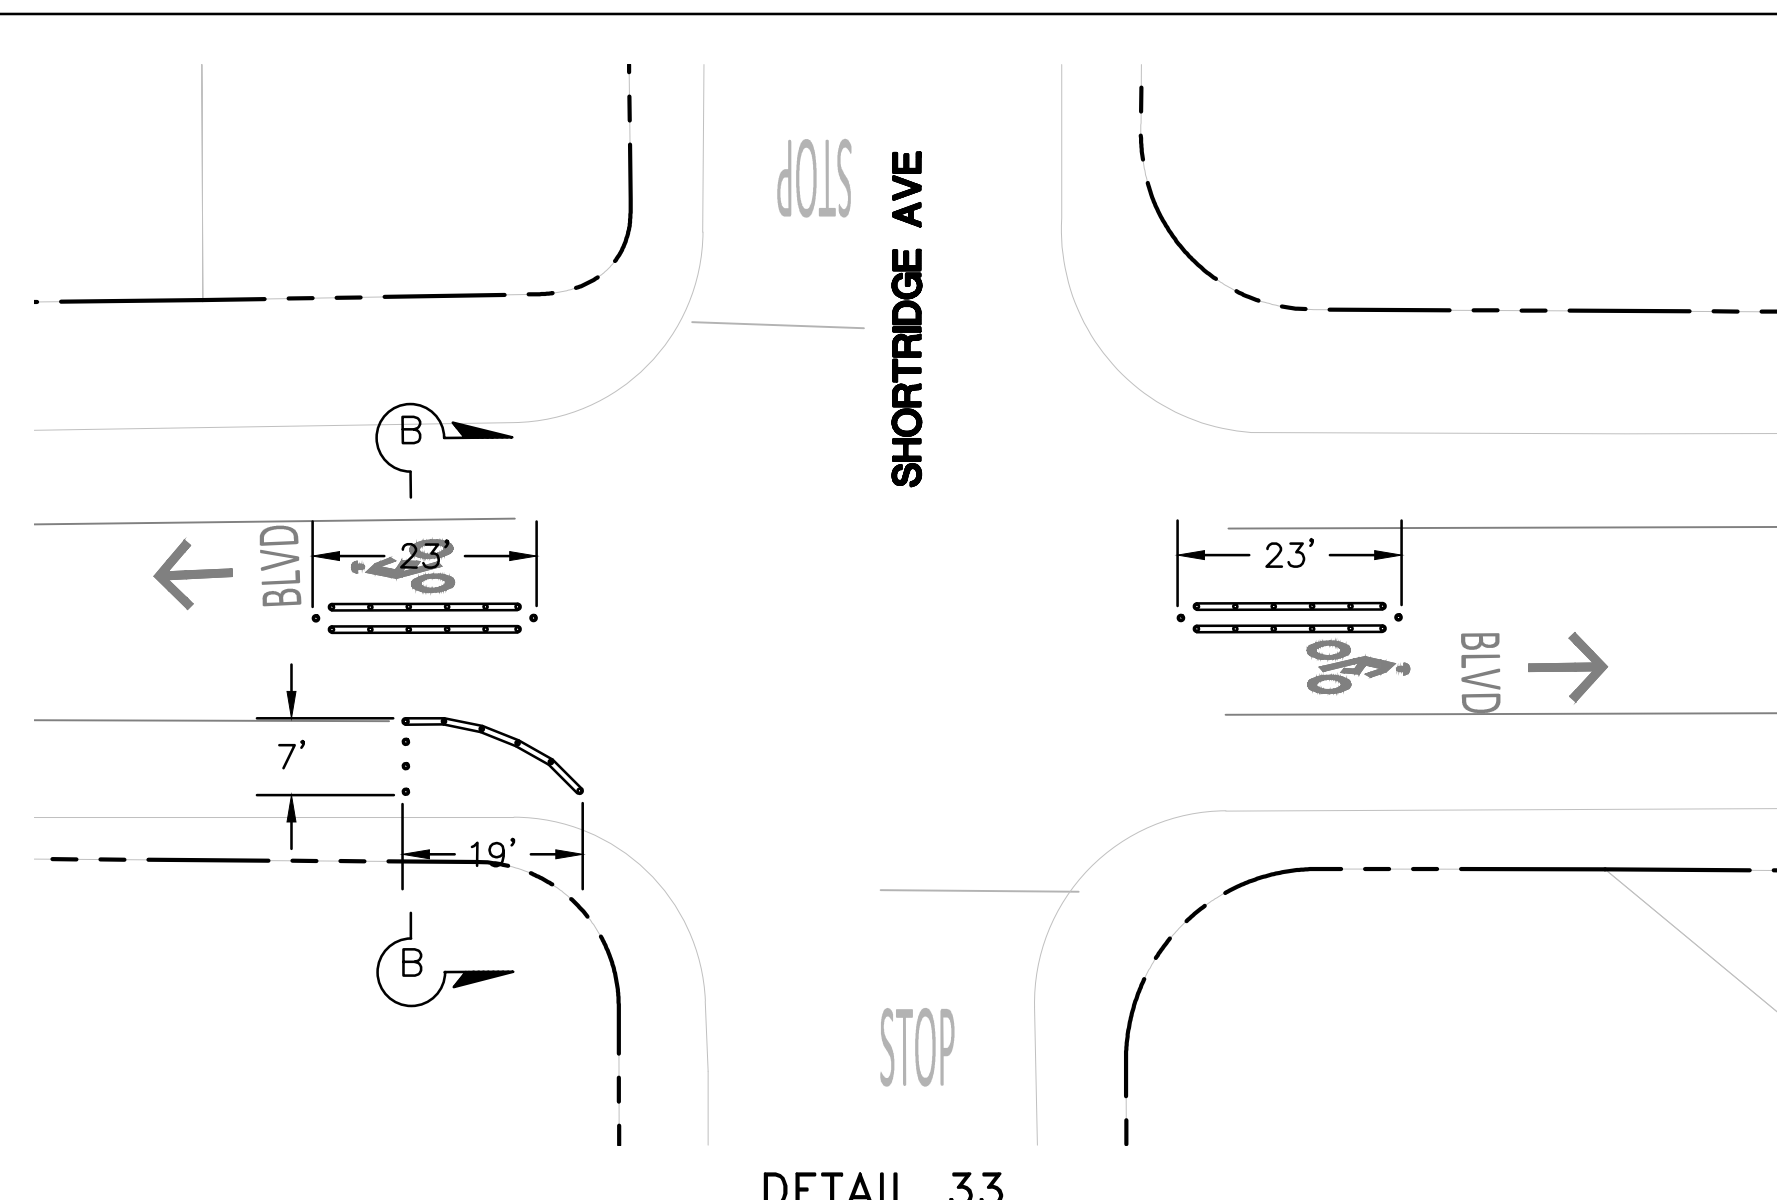 STOP
SHORTRIDGE AVE
B
BLVD
23'
23'
BLVD
7'
19'
B
STOP
DETAIL 33